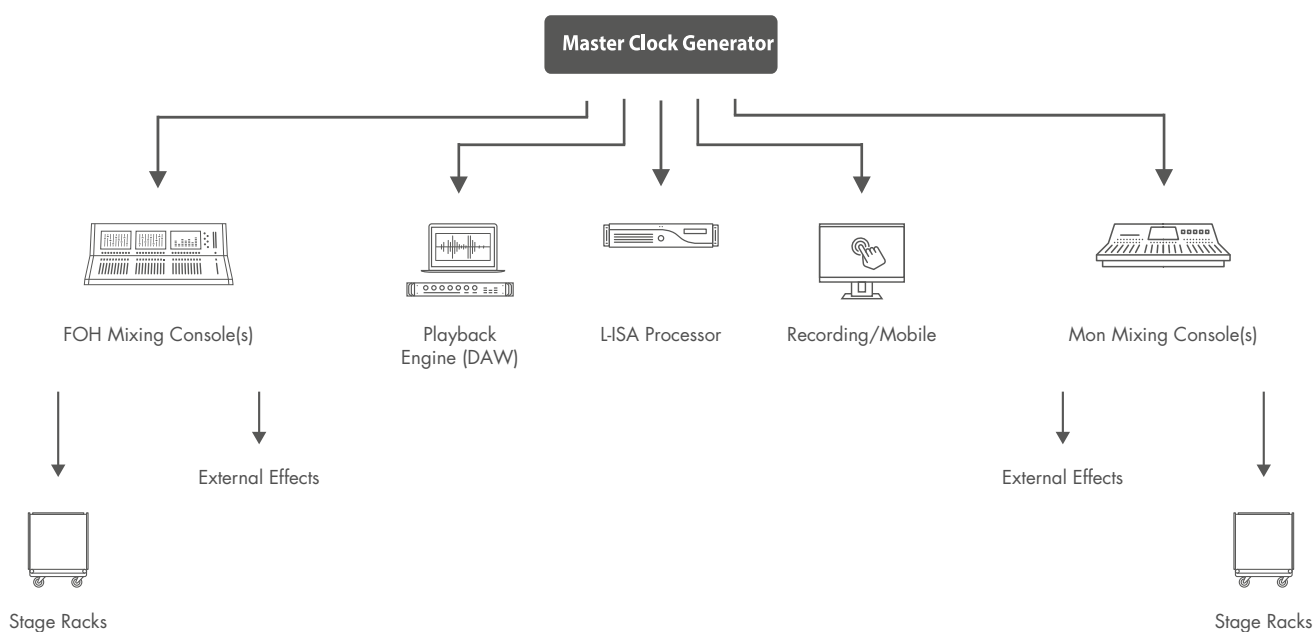 Master Clock Generator
FOH Mixing Console(s)
Playback
Engine (DAW)
L-ISA Processor
Recording/Mobile
Mon Mixing Console(s)
External Effects
External Effects
Stage Racks
Stage Racks